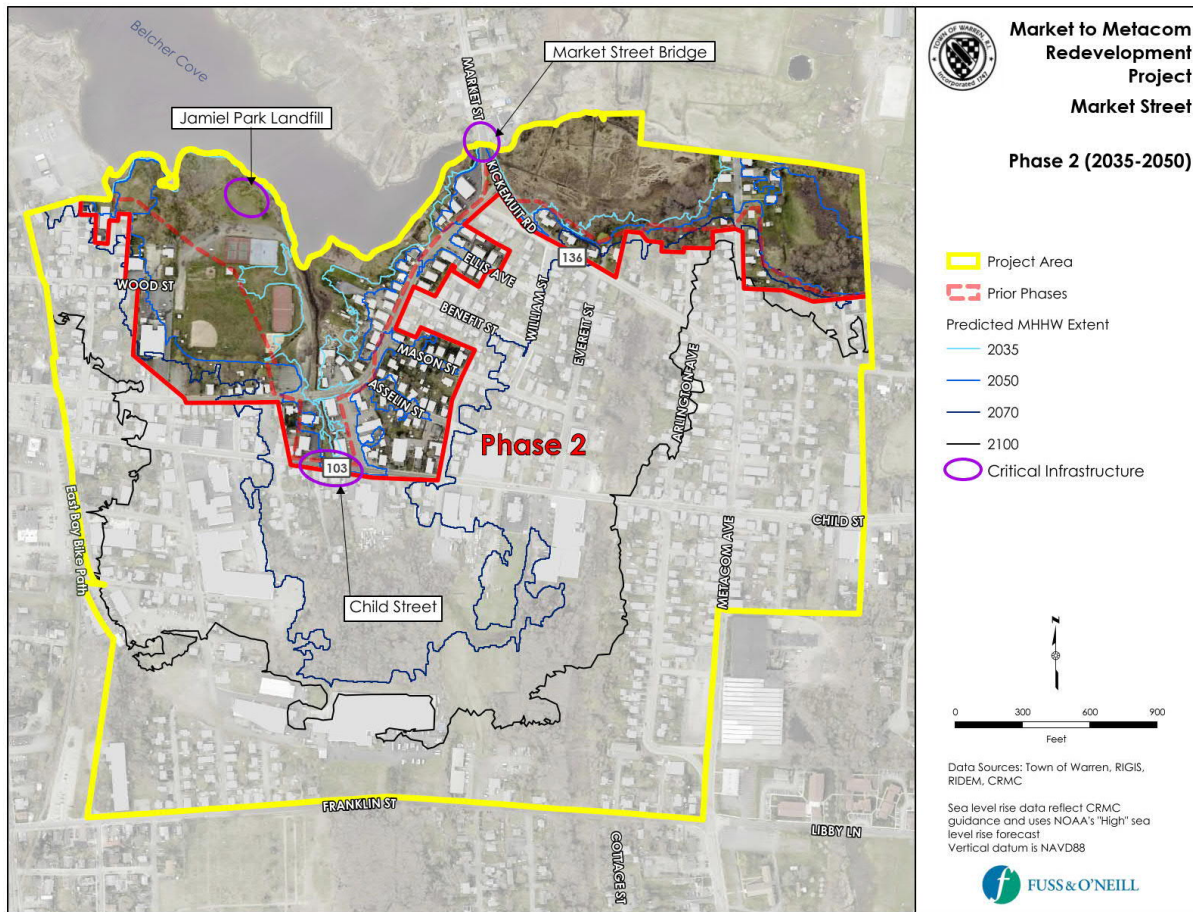 Belcher Cove
Market Street Bridge
MARKET ST
Jamiel Park Landfill
KICKEMUIT RD
136
ELLIS AVE
WOOD ST
BENEFIT ST
WILLIAM ST
EVERETT ST
MASON ST
ASSELIN ST
ARLINGTON AVE
Phase 2
103
East Bay Bike Path
CHILD ST
METACOM AVE
Child Street
FRANKLIN ST
LIBBY LN
COTTAGE ST
TOWN OF WARREN, R.I.
Incorporated 1747
Market to Metacom
Redevelopment
Project
Market Street
Phase 2 (2035-2050)
Project Area
Prior Phases
Predicted MHHW Extent
2035
2050
2070
2100
Critical Infrastructure
N
0 300 600 900
Feet
Data Sources: Town of Warren, RIGIS,
RIDEM, CRMC
Sea level rise data reflect CRMC
guidance and uses NOAA's "High" sea
level rise forecast
Vertical datum is NAVD88
FUSS & O'NEILL